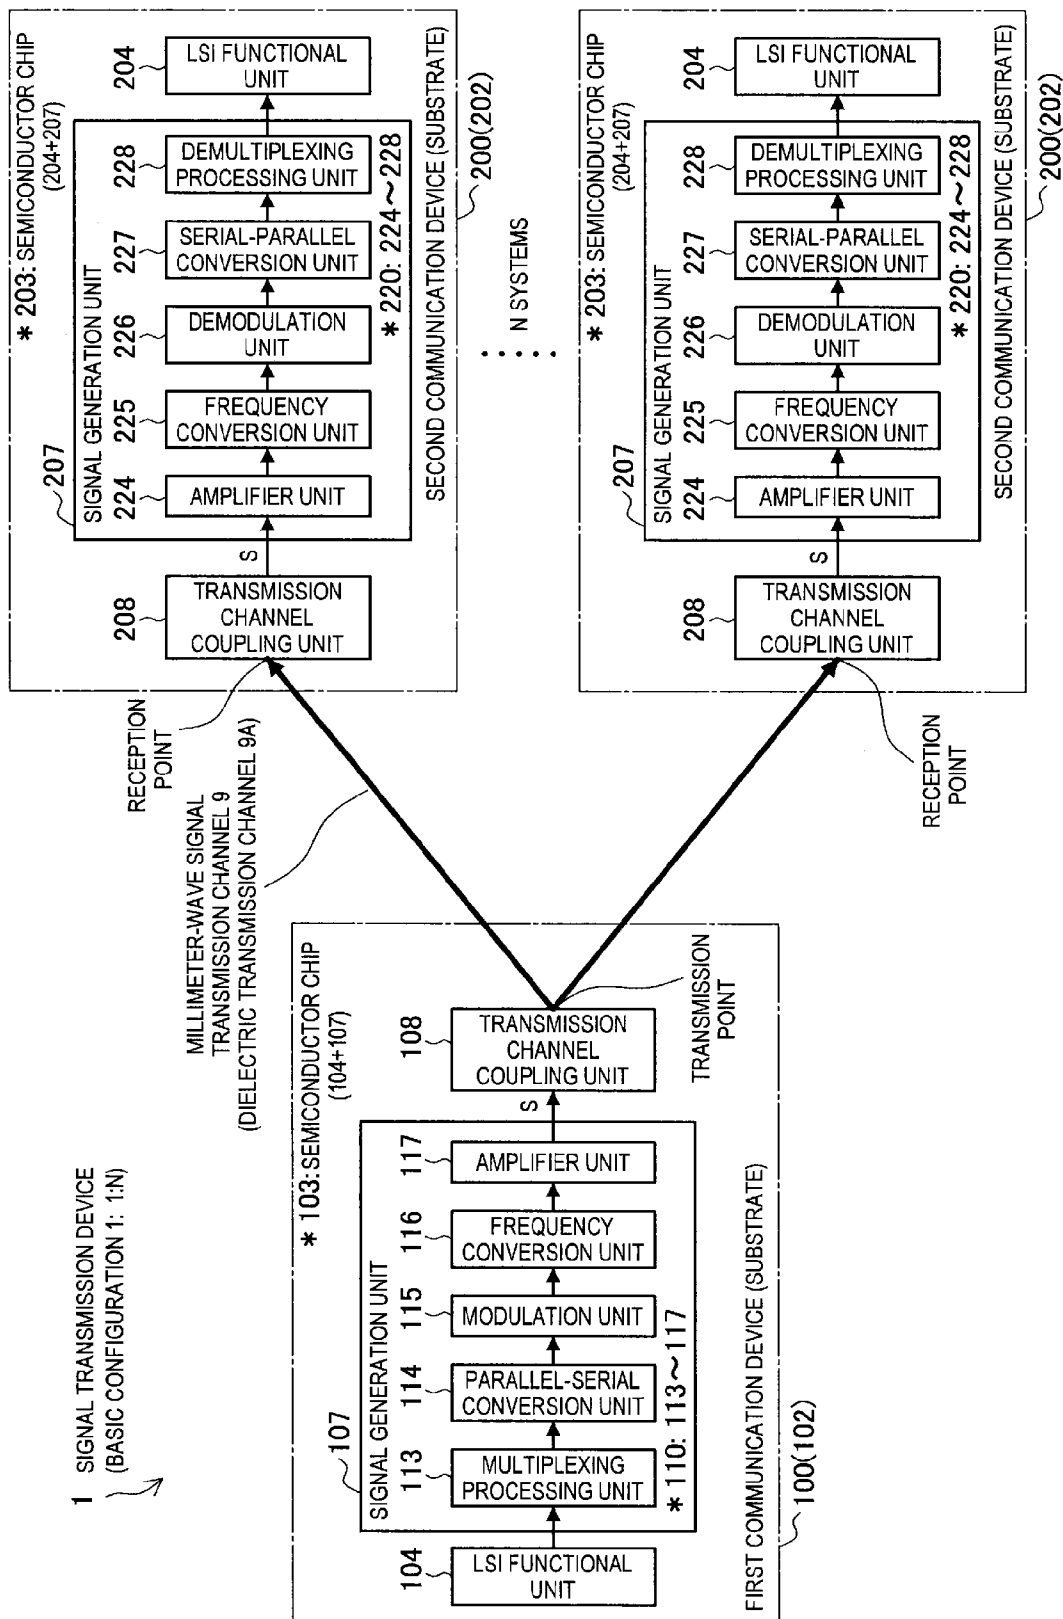 1
SIGNAL TRANSMISSION DEVICE
(BASIC CONFIGURATION 1: 1:N)
MILLIMETER-WAVE SIGNAL
TRANSMISSION CHANNEL 9
(DIELECTRIC TRANSMISSION CHANNEL 9A)
* 103: SEMICONDUCTOR CHIP
(104+107)
107
SIGNAL GENERATION UNIT
104
LSI FUNCTIONAL
UNIT
113
MULTIPLEXING
PROCESSING UNIT
114
PARALLEL-SERIAL
CONVERSION UNIT
115
MODULATION UNIT
116
FREQUENCY
CONVERSION UNIT
117
AMPLIFIER UNIT
S
108
TRANSMISSION
CHANNEL
COUPLING UNIT
* 110: 113~117
TRANSMISSION
POINT
FIRST COMMUNICATION DEVICE (SUBSTRATE)
100(102)
RECEPTION
POINT
* 203: SEMICONDUCTOR CHIP
(204+207)
207
SIGNAL GENERATION UNIT
208
TRANSMISSION
CHANNEL
COUPLING UNIT
S
224
AMPLIFIER UNIT
225
FREQUENCY
CONVERSION UNIT
226
DEMODULATION
UNIT
227
SERIAL-PARALLEL
CONVERSION UNIT
228
DEMULTIPLEXING
PROCESSING UNIT
204
LSI FUNCTIONAL
UNIT
* 220: 224~228
SECOND COMMUNICATION DEVICE (SUBSTRATE)
200(202)
.....
N SYSTEMS
* 203: SEMICONDUCTOR CHIP
(204+207)
207
SIGNAL GENERATION UNIT
208
TRANSMISSION
CHANNEL
COUPLING UNIT
S
224
AMPLIFIER UNIT
225
FREQUENCY
CONVERSION UNIT
226
DEMODULATION
UNIT
227
SERIAL-PARALLEL
CONVERSION UNIT
228
DEMULTIPLEXING
PROCESSING UNIT
204
LSI FUNCTIONAL
UNIT
* 220: 224~228
RECEPTION
POINT
SECOND COMMUNICATION DEVICE (SUBSTRATE)
200(202)